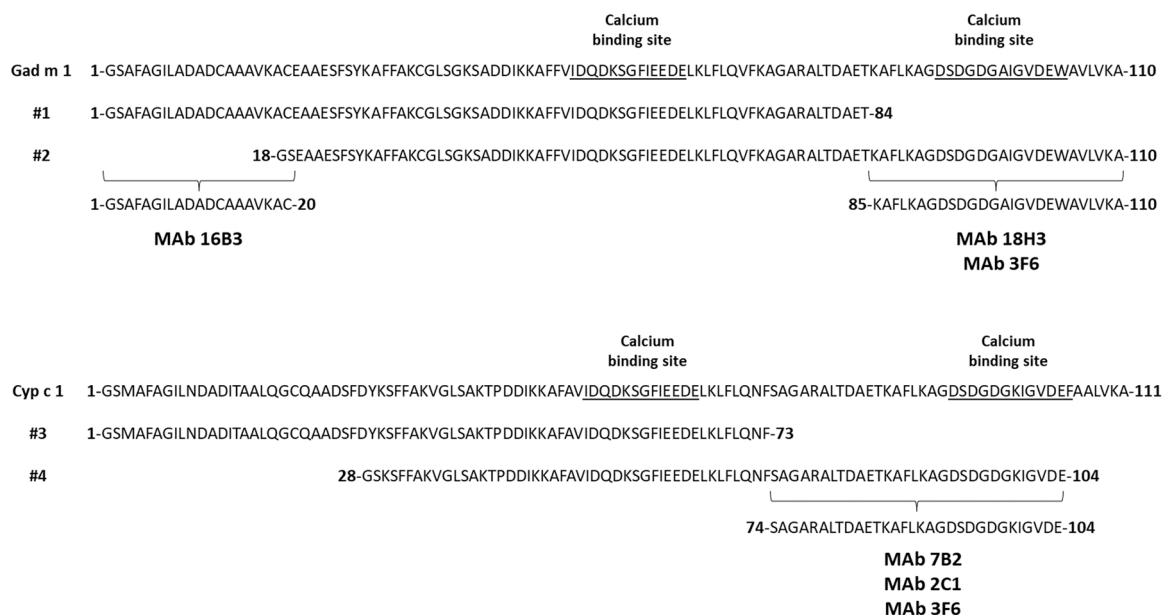 Calcium Calcium
binding site binding site
Gad m 1 1-GSAFAGILADADCAAAVKACEAAESFSYKAFFAKCGLSGKSADDIKKAFFVIDQDKSGFIEEDELKLFLQVFKAGARALTDAETKAFLKAGDSDGDGAIGVDEWAVLVKA-110
#1 1-GSAFAGILADADCAAAVKACEAAESFSYKAFFAKCGLSGKSADDIKKAFFVIDQDKSGFIEEDELKLFLQVFKAGARALTDAET-84
#2 18-GSEAAESFSYKAFFAKCGLSGKSADDIKKAFFVIDQDKSGFIEEDELKLFLQVFKAGARALTDAETKAFLKAGDSDGDGAIGVDEWAVLVKA-110
1-GSAFAGILADADCAAAVKAC-20 85-KAFLKAGDSDGDGAIGVDEWAVLVKA-110
MAb 16B3 MAb 18H3
MAb 3F6
Calcium Calcium
binding site binding site
Cyp c 1 1-GSMAFAGILNDADITAALQGCQAADSFDYKSFFAKVGLSAKTPDDIKKAFAVIDQDKSGFIEEDELKLFLQNFSAGARALTDAETKAFLKAGDSDGDGKIGVDEFAALVKA-111
#3 1-GSMAFAGILNDADITAALQGCQAADSFDYKSFFAKVGLSAKTPDDIKKAFAVIDQDKSGFIEEDELKLFLQNF-73
#4 28-GSKSFFAKVGLSAKTPDDIKKAFAVIDQDKSGFIEEDELKLFLQNFSAGARALTDAETKAFLKAGDSDGDGKIGVDE-104
74-SAGARALTDAETKAFLKAGDSDGDGKIGVDE-104
MAb 7B2
MAb 2C1
MAb 3F6